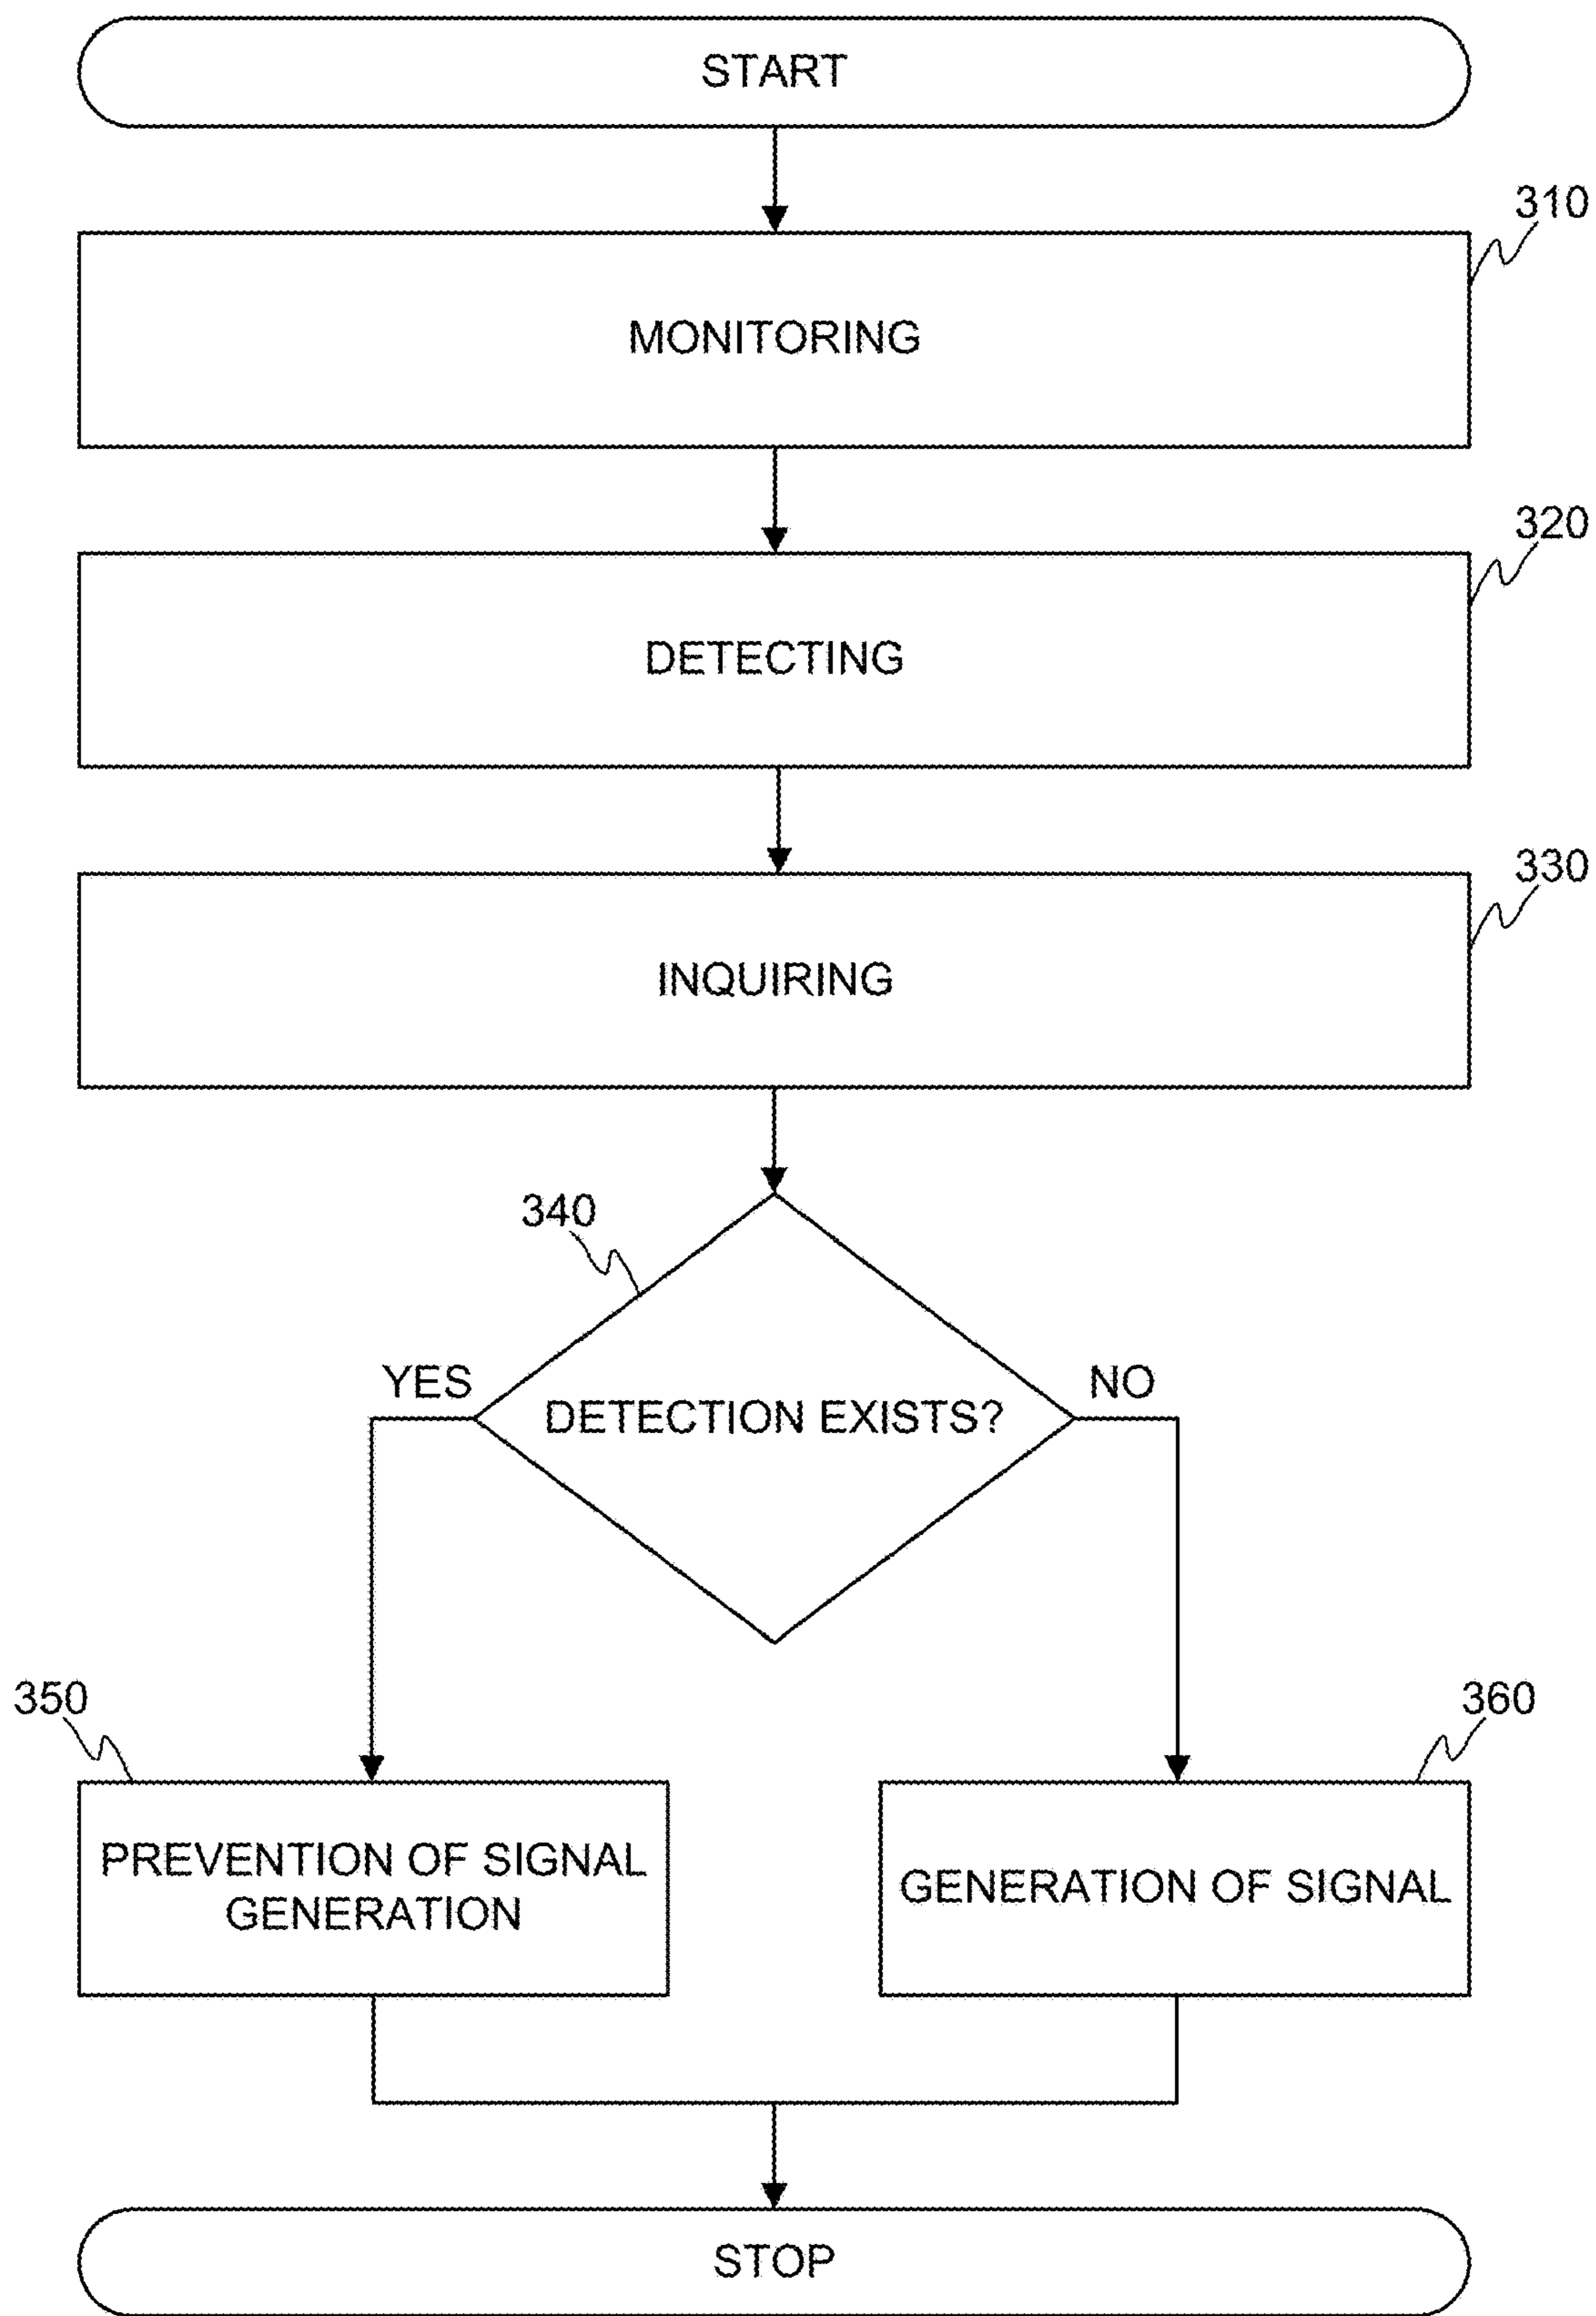 START
310
MONITORING
320
DETECTING
330
INQUIRING
340
YES
NO
DETECTION EXISTS?
350
360
PREVENTION OF SIGNAL
GENERATION
GENERATION OF SIGNAL
STOP